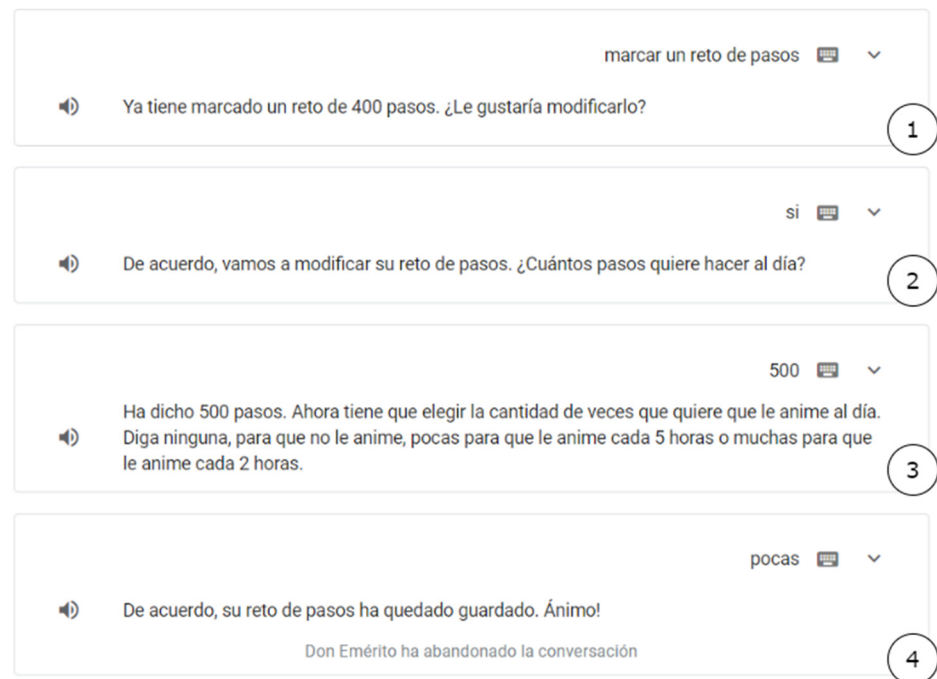 marcar un reto de pasos
Ya tiene marcado un reto de 400 pasos. ¿Le gustaría modificarlo?
1
si
De acuerdo, vamos a modificar su reto de pasos. ¿Cuántos pasos quiere hacer al día?
2
500
Ha dicho 500 pasos. Ahora tiene que elegir la cantidad de veces que quiere que le anime al día.
Diga ninguna, para que no le anime, pocas para que le anime cada 5 horas o muchas para que
le anime cada 2 horas.
3
pocas
De acuerdo, su reto de pasos ha quedado guardado. Ánimo!
Don Emérito ha abandonado la conversación
4